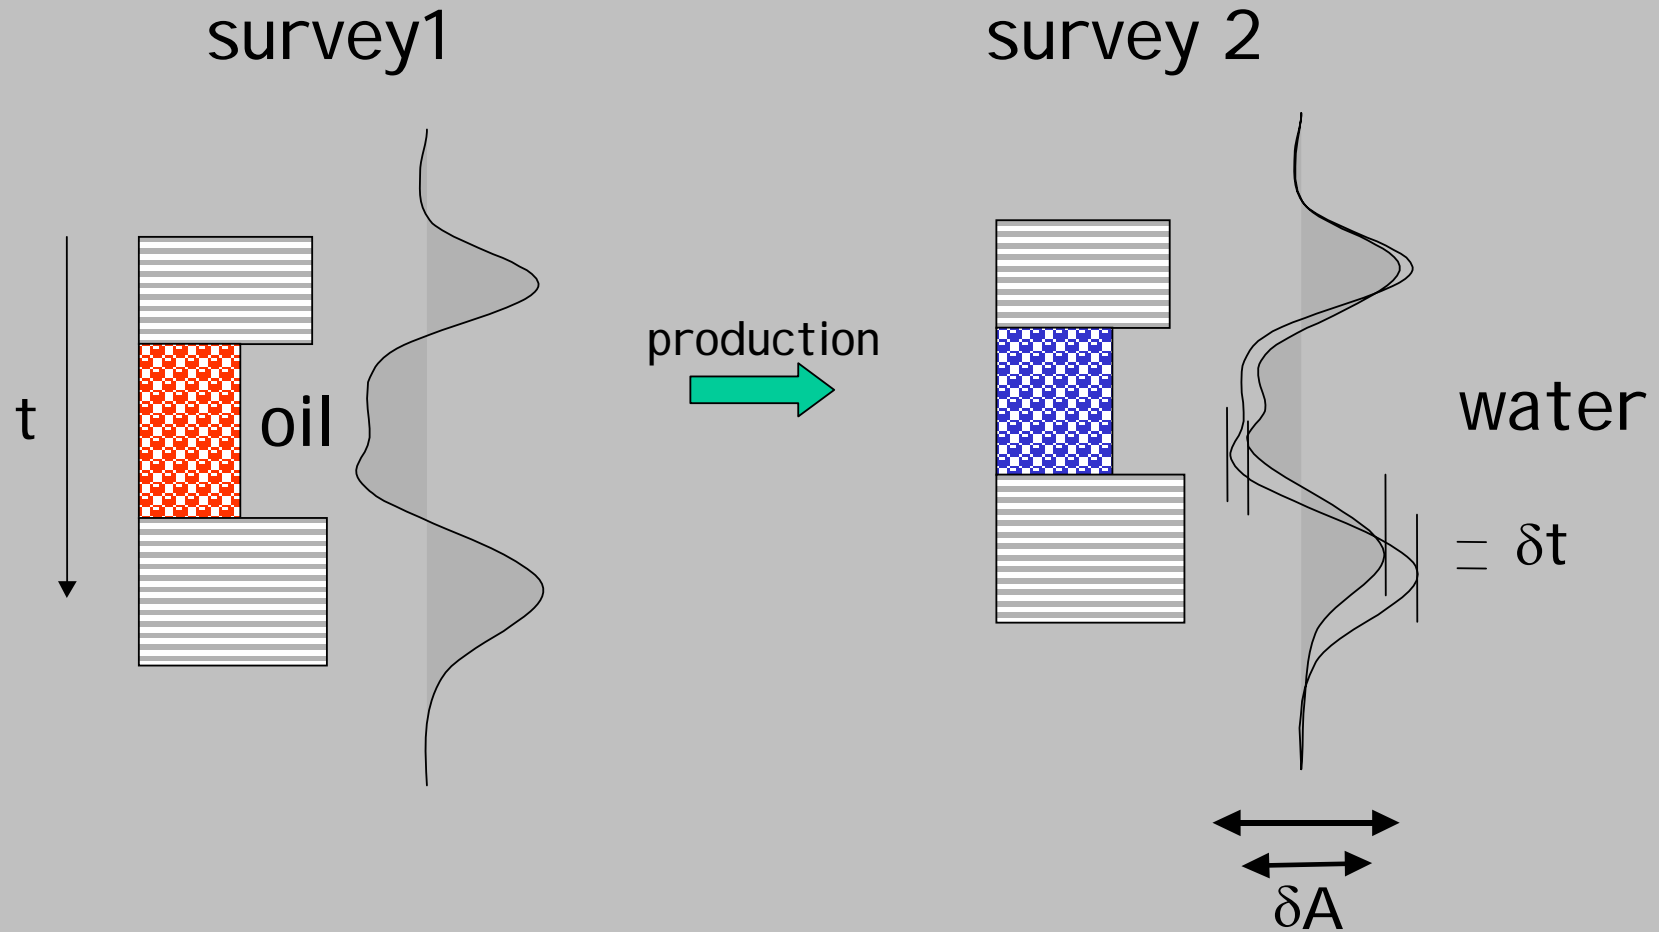 survey1
survey 2
production
t
oil
water
= δt
δA